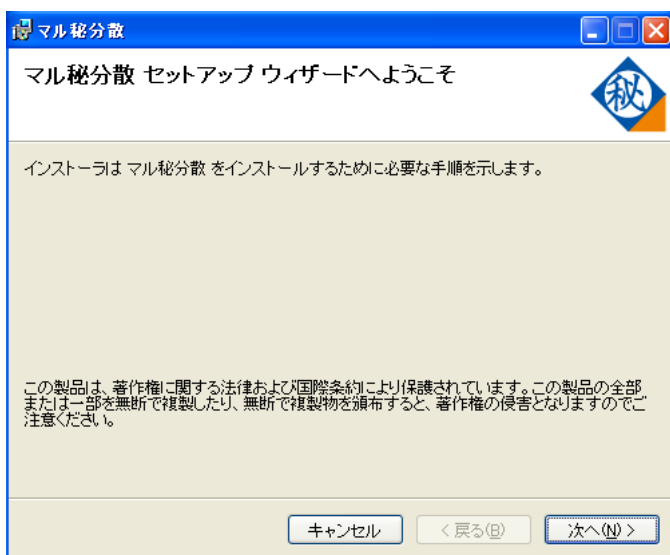 マル秘分散
マル秘分散 セットアップ ウィザードへようこそ
秘
インストーラは マル秘分散 をインストールするために必要な手順を示します。
この製品は、著作権に関する法律および国際条約により保護されています。この製品の全部
または一部を無断で複製したり、無断で複製物を頒布すると、著作権の侵害となりますのでご
注意ください。
キャンセル
< 戻る(B)
次へ(N) >